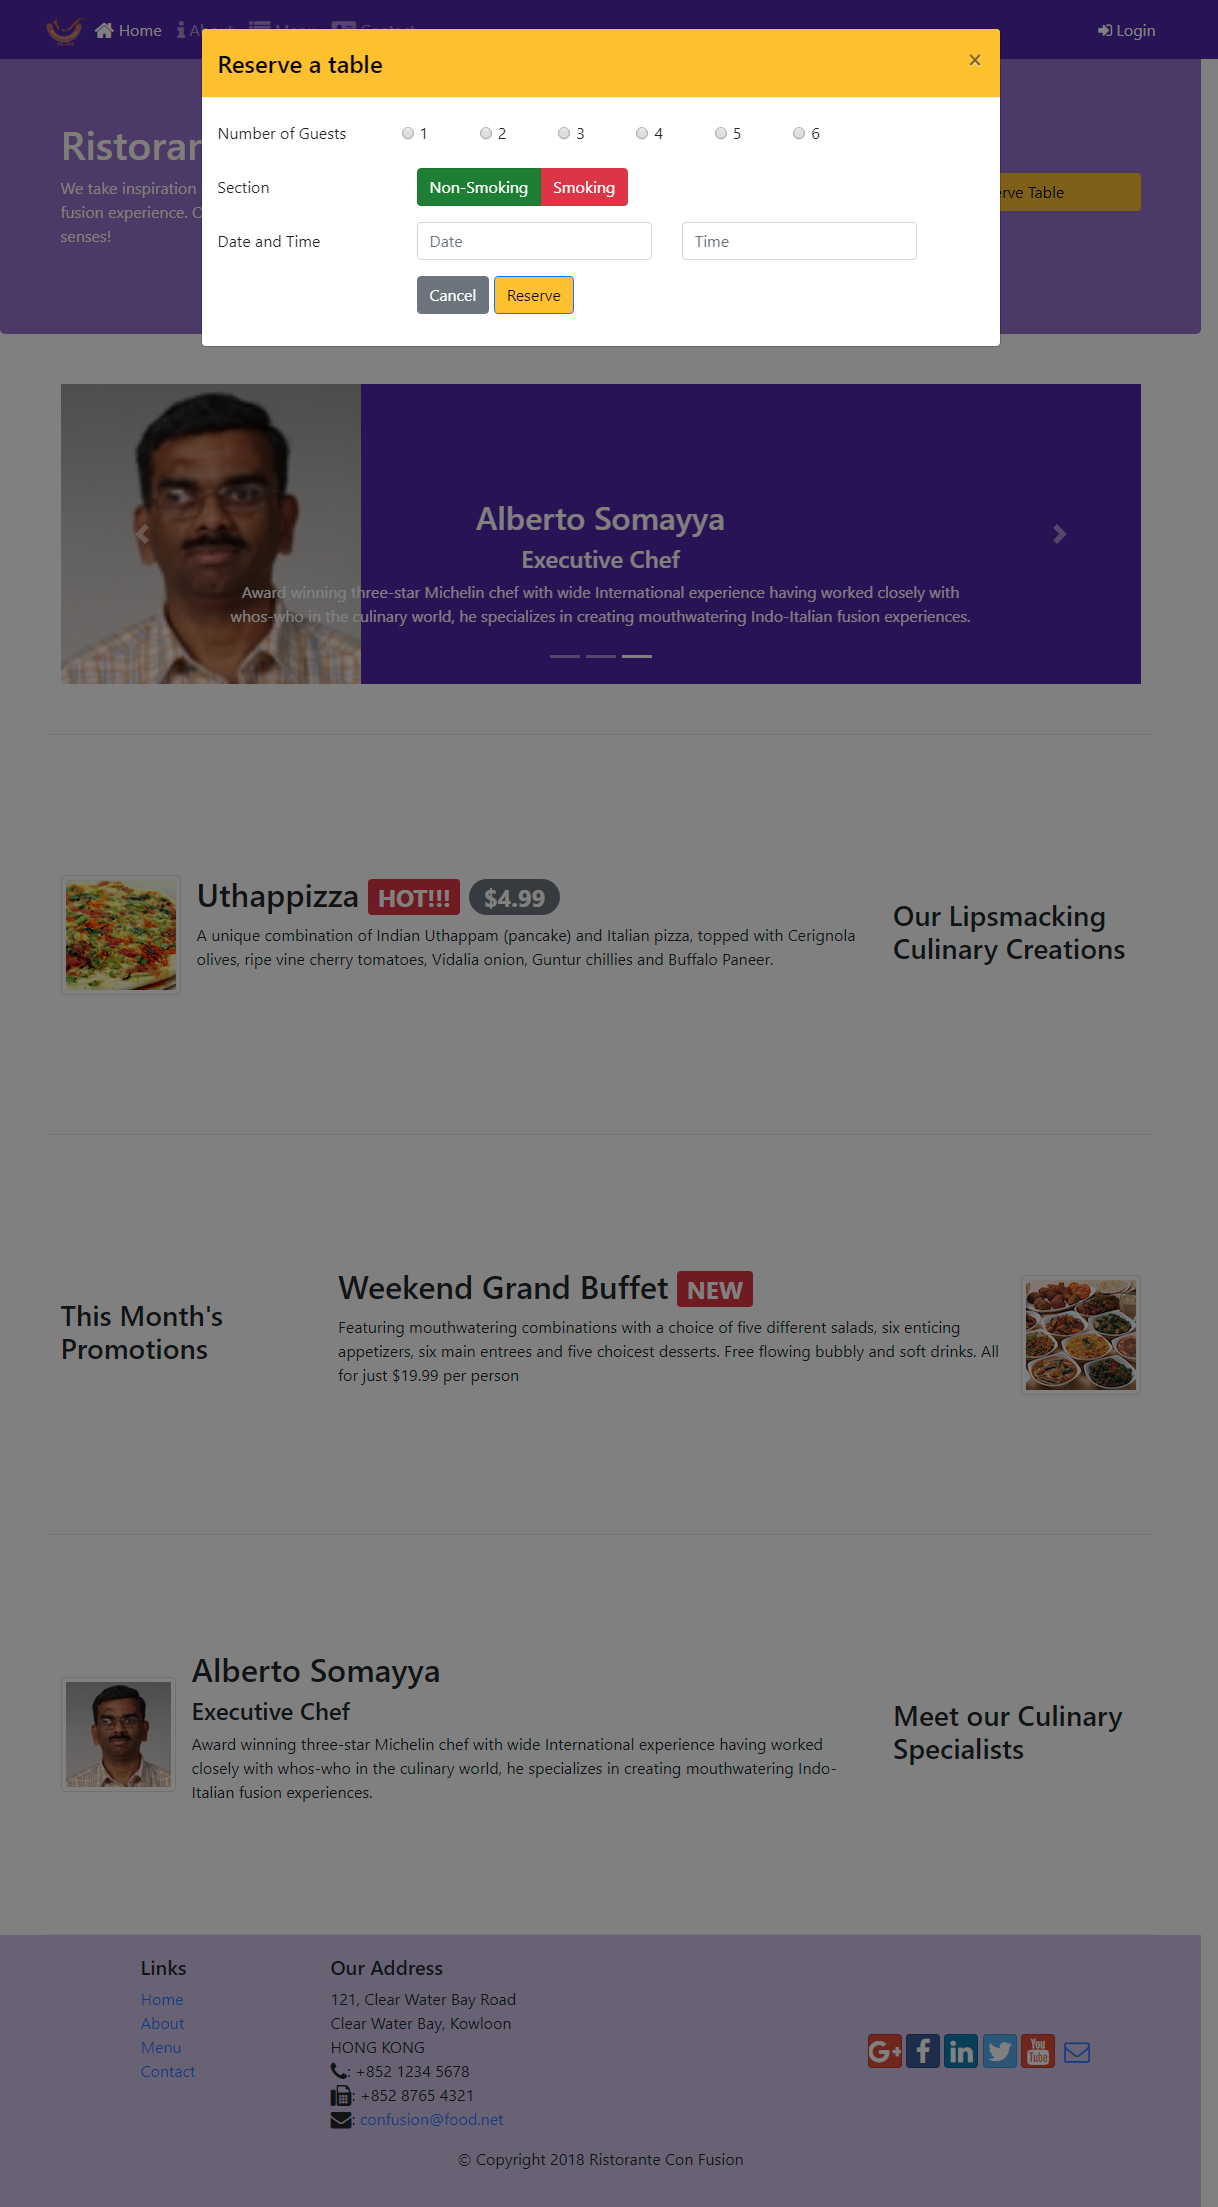 Home
Login
Reserve a table
×
Number of Guests 1 2 3 4 5 6
Section Non-Smoking Smoking
Date and Time Date Time
Cancel Reserve
We take inspiration
fusion experience.
senses!
Table
Alberto Somayya
Executive Chef
Award winning three-star Michelin chef with wide International experience having worked closely with
whos-who in the culinary world, he specializes in creating mouthwatering Indo-Italian fusion experiences.
Uthappizza HOT!!! $4.99
A unique combination of Indian Uthappam (pancake) and Italian pizza, topped with Cerignola
olives, ripe vine cherry tomatoes, Vidalia onion, Guntur chillies and Buffalo Paneer.
Our Lipsmacking
Culinary Creations
This Month's
Promotions
Weekend Grand Buffet NEW
Featuring mouthwatering combinations with a choice of five different salads, six enticing
appetizers, six main entrees and five choicest desserts. Free flowing bubbly and soft drinks. All
for just $19.99 per person
Alberto Somayya
Executive Chef
Award winning three-star Michelin chef with wide International experience having worked
closely with whos-who in the culinary world, he specializes in creating mouthwatering Indo-
Italian fusion experiences.
Meet our Culinary
Specialists
Links
Home
About
Menu
Contact
Our Address
121, Clear Water Bay Road
Clear Water Bay, Kowloon
HONG KONG
: +852 1234 5678
: +852 8765 4321
: confusion@food.net
G+ f in You Tube
© Copyright 2018 Ristorante Con Fusion